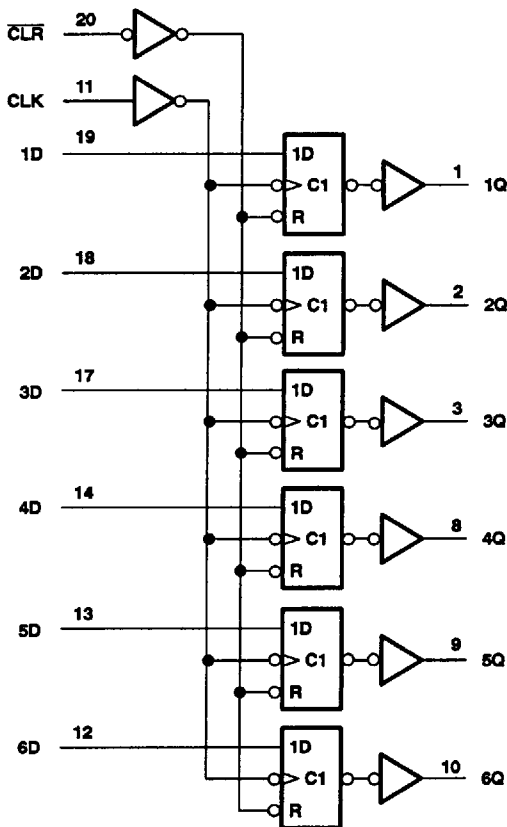 20
C̅L̅R̅
11
CLK
19
1D 1D 1
C1 1Q
R
18
2D 1D
C1 2 2Q
R
17
3D 1D
C1 3 3Q
R
14
4D 1D
C1 8 4Q
R
13
5D 1D
C1 9 5Q
R
12
6D 1D
C1 10 6Q
R